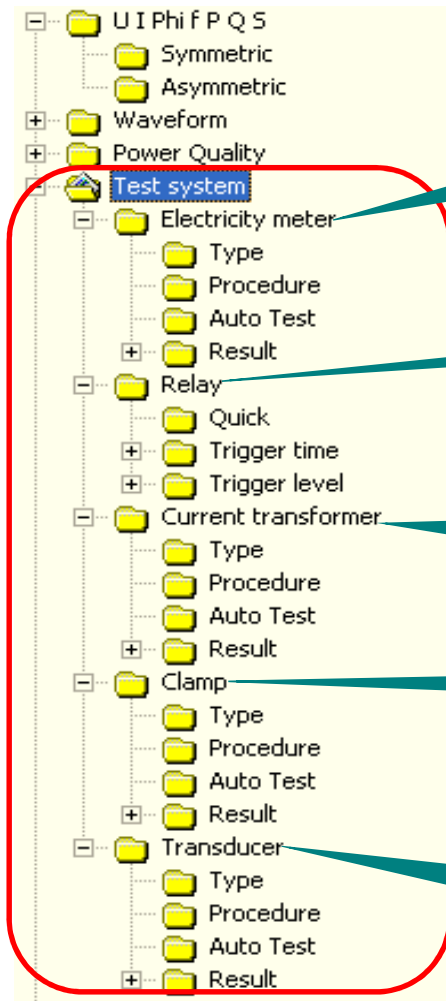 U I Phi f P Q S
Symmetric
Asymmetric
Waveform
Power Quality
Test system
Electricity meter
Type
Procedure
Auto Test
Result
Relay
Quick
Trigger time
Trigger level
Current transformer
Type
Procedure
Auto Test
Result
Clamp
Type
Procedure
Auto Test
Result
Transducer
Type
Procedure
Auto Test
Result